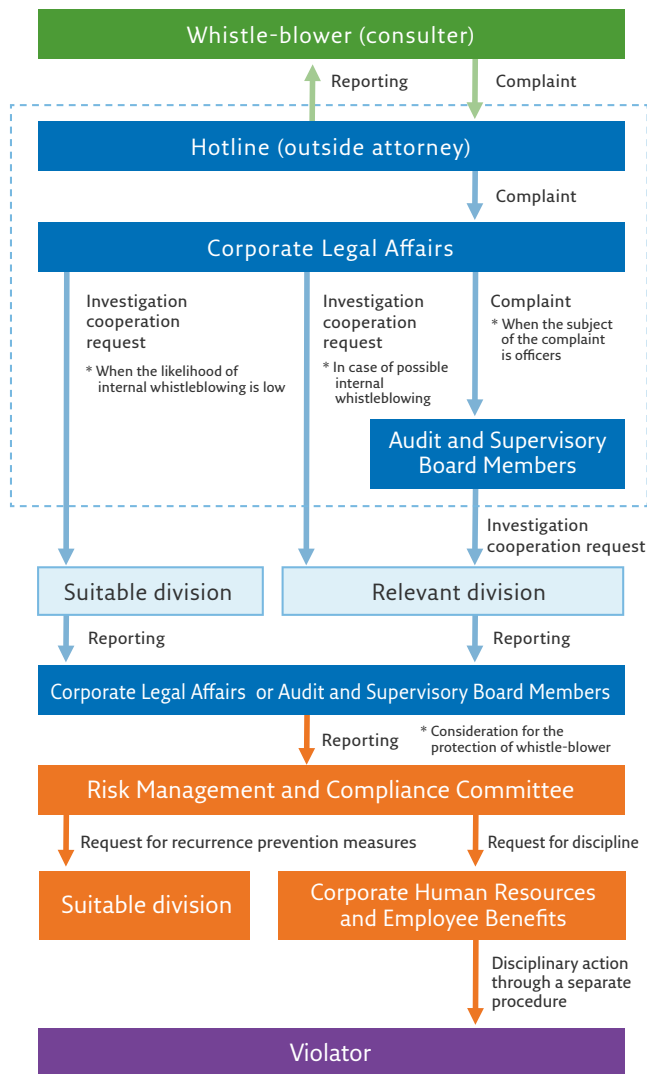 Whistle-blower (consulter)
Reporting
Complaint
Hotline (outside attorney)
Complaint
Corporate Legal Affairs
Investigation
cooperation
request
* When the likelihood of
internal whistleblowing is low
Investigation
cooperation
request
* In case of possible
internal
whistleblowing
Complaint
* When the subject
of the complaint
is officers
Audit and Supervisory
Board Members
Investigation
cooperation request
Suitable division
Relevant division
Reporting
Reporting
Corporate Legal Affairs or Audit and Supervisory Board Members
Reporting
* Consideration for the
protection of whistle-blower
Risk Management and Compliance Committee
Request for recurrence prevention measures
Request for discipline
Suitable division
Corporate Human Resources
and Employee Benefits
Disciplinary action
through a separate
procedure
Violator